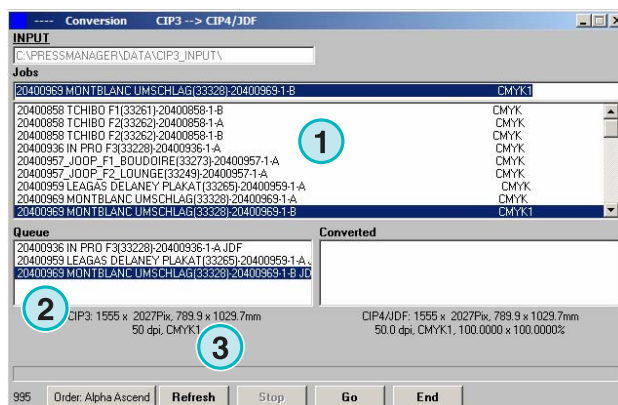 ---- Conversion CIP3 --> CIP4/JDF
INPUT
C:\PRESSMANAGER\DATA\CIP3_INPUT\
Jobs
20400969 MONTBLANC UMSCHLAG(33328)-20400969-1-B CMYK1
20400858 TCHIBO F1(33261)-20400858-1-B CMYK
20400858 TCHIBO F2(33262)-20400858-1-A CMYK
20400858 TCHIBO F2(33262)-20400858-1-B CMYK
20400936 IN PRO F3(33228)-20400936-1-A CMYK
20400957_JOOP_F1_BOUDOIRE(33273)-20400957-1-A CMYK
20400957_JOOP_F2_LOUNGE(33249)-20400957-1-A CMYK
20400959 LEAGAS DELANEY PLAKAT(33265)-20400959-1-A CMYK
20400969 MONTBLANC UMSCHLAG(33328)-20400969-1-A CMYK
20400969 MONTBLANC UMSCHLAG(33328)-20400969-1-B CMYK1
1
Queue Converted
20400936 IN PRO F3(33228)-20400936-1-A JDF
20400959 LEAGAS DELANEY PLAKAT(33265)-20400959-1-A J
20400969 MONTBLANC UMSCHLAG(33328)-20400969-1-B JD
2
CIP3: 1555 x 2027Pix, 789.9 x 1029.7mm CIP4/JDF: 1555 x 2027Pix, 789.9 x 1029.7mm
50 dpi, CMYK1 50.0 dpi, CMYK1, 100.0000 x 100.0000%
3
995 Order: Alpha Ascend Refresh Stop Go End